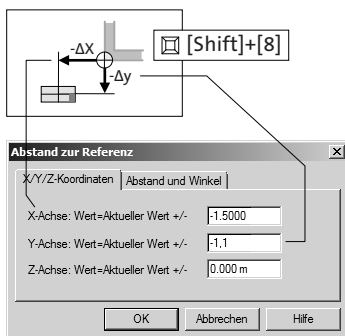 -ΔX
-Δy
[Shift]+[8]
Abstand zur Referenz
X/Y/Z-Koordinaten
Abstand und Winkel
X-Achse: Wert=Aktueller Wert +/-
-1.5000
Y-Achse: Wert=Aktueller Wert +/-
-1,1
Z-Achse: Wert=Aktueller Wert +/-
0.000 m
OK
Abbrechen
Hilfe